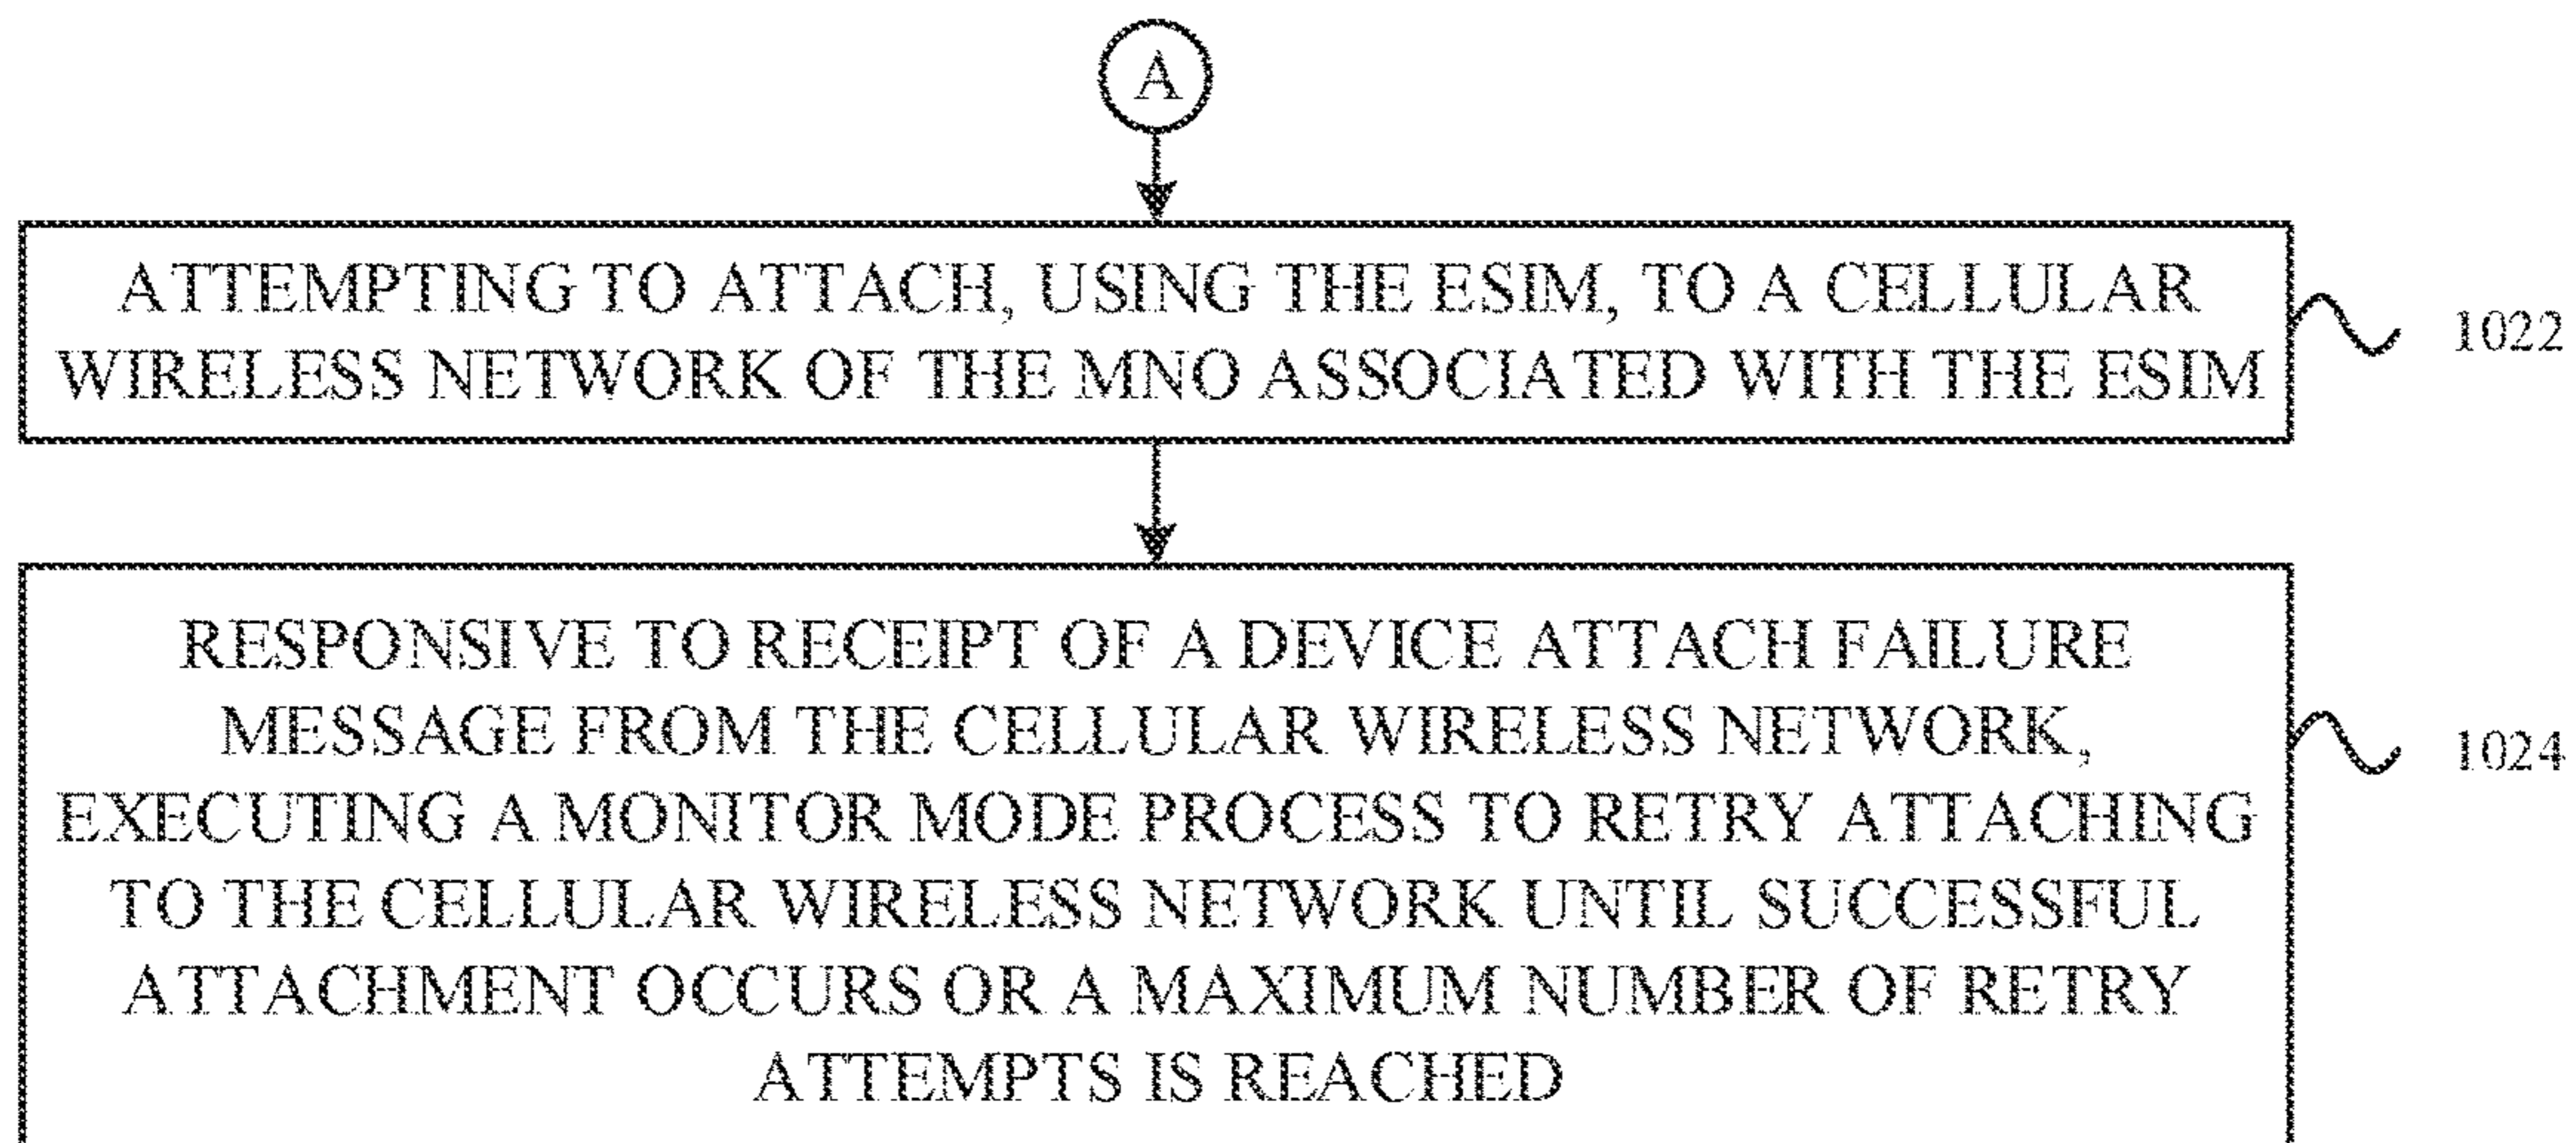 A
ATTEMPTING TO ATTACH, USING THE ESIM, TO A CELLULAR
WIRELESS NETWORK OF THE MNO ASSOCIATED WITH THE ESIM
1022
RESPONSIVE TO RECEIPT OF A DEVICE ATTACH FAILURE
MESSAGE FROM THE CELLULAR WIRELESS NETWORK,
EXECUTING A MONITOR MODE PROCESS TO RETRY ATTACHING
TO THE CELLULAR WIRELESS NETWORK UNTIL SUCCESSFUL
ATTACHMENT OCCURS OR A MAXIMUM NUMBER OF RETRY
ATTEMPTS IS REACHED
1024